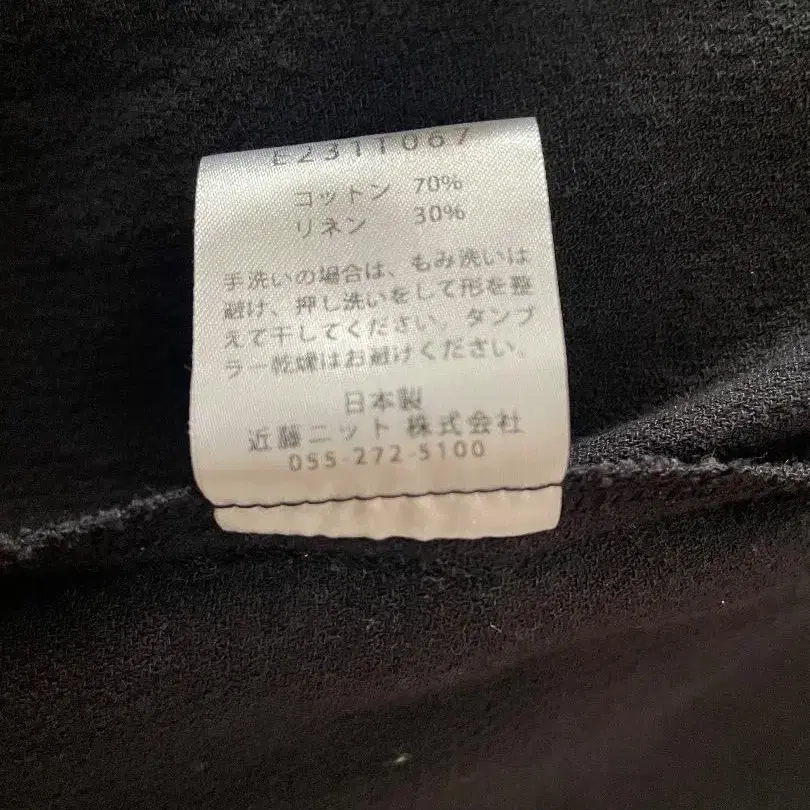 E2311067
コットン 70%
リネン 30%
手洗いの場合は、もみ洗いは
避け、押し洗いをして形を整
えて干してください。タンブ
ラー乾燥はお避けください。
日本製
近藤ニット 株式会社
055-272-5100